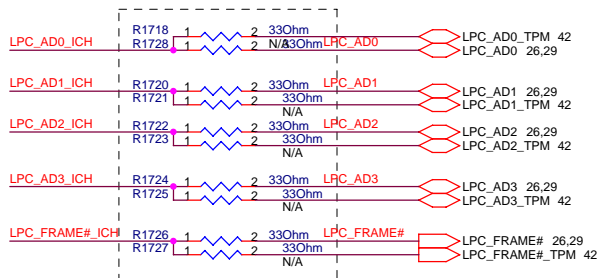 R1718 1 2 33Ohm LPC_AD0_TPM 42
LPC_AD0_ICH R1728 1 2 N/A 33Ohm LPC_AD0 LPC_AD0 26,29
LPC_AD1_ICH R1720 1 2 33Ohm LPC_AD1 LPC_AD1 26,29
R1721 1 2 33Ohm LPC_AD1_TPM 42
N/A
LPC_AD2_ICH R1722 1 2 33Ohm LPC_AD2 LPC_AD2 26,29
R1723 1 2 33Ohm LPC_AD2_TPM 42
N/A
LPC_AD3_ICH R1724 1 2 33Ohm LPC_AD3 LPC_AD3 26,29
R1725 1 2 33Ohm LPC_AD3_TPM 42
N/A
LPC_FRAME#_ICH R1726 1 2 33Ohm LPC_FRAME# LPC_FRAME# 26,29
R1727 1 2 33Ohm LPC_FRAME#_TPM 42
N/A